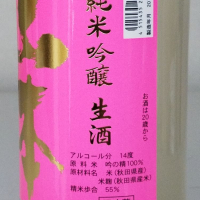 山本
純米吟醸 生酒
お酒は20歳から
アルコール分 14度
原料米 吟の精100%
原材料名 米(秋田県産)
米麹(秋田県産米)
精米歩合 55%